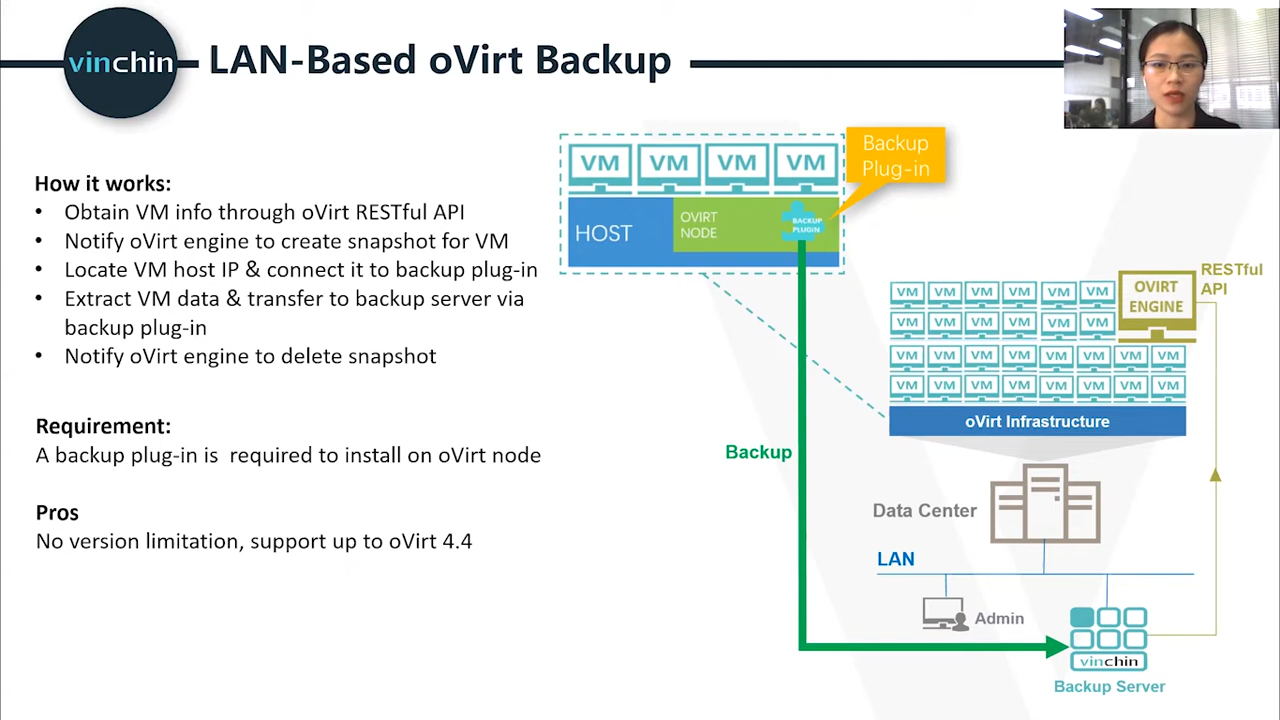 vinchin
LAN-Based oVirt Backup
How it works:
• Obtain VM info through oVirt RESTful API
• Notify oVirt engine to create snapshot for VM
• Locate VM host IP & connect it to backup plug-in
• Extract VM data & transfer to backup server via
backup plug-in
• Notify oVirt engine to delete snapshot
Requirement:
A backup plug-in is required to install on oVirt node
Pros
No version limitation, support up to oVirt 4.4
VM VM VM VM
Backup
Plug-in
HOST
OVIRT
NODE
BACKUP
PLUGIN
RESTful
API
OVIRT
ENGINE
VM VM VM VM VM VM
VM VM VM VM VM VM
VM VM VM VM VM VM VM VM
VM VM VM VM VM VM VM VM
oVirt Infrastructure
Backup
Data Center
LAN
Admin
vinchin
Backup Server